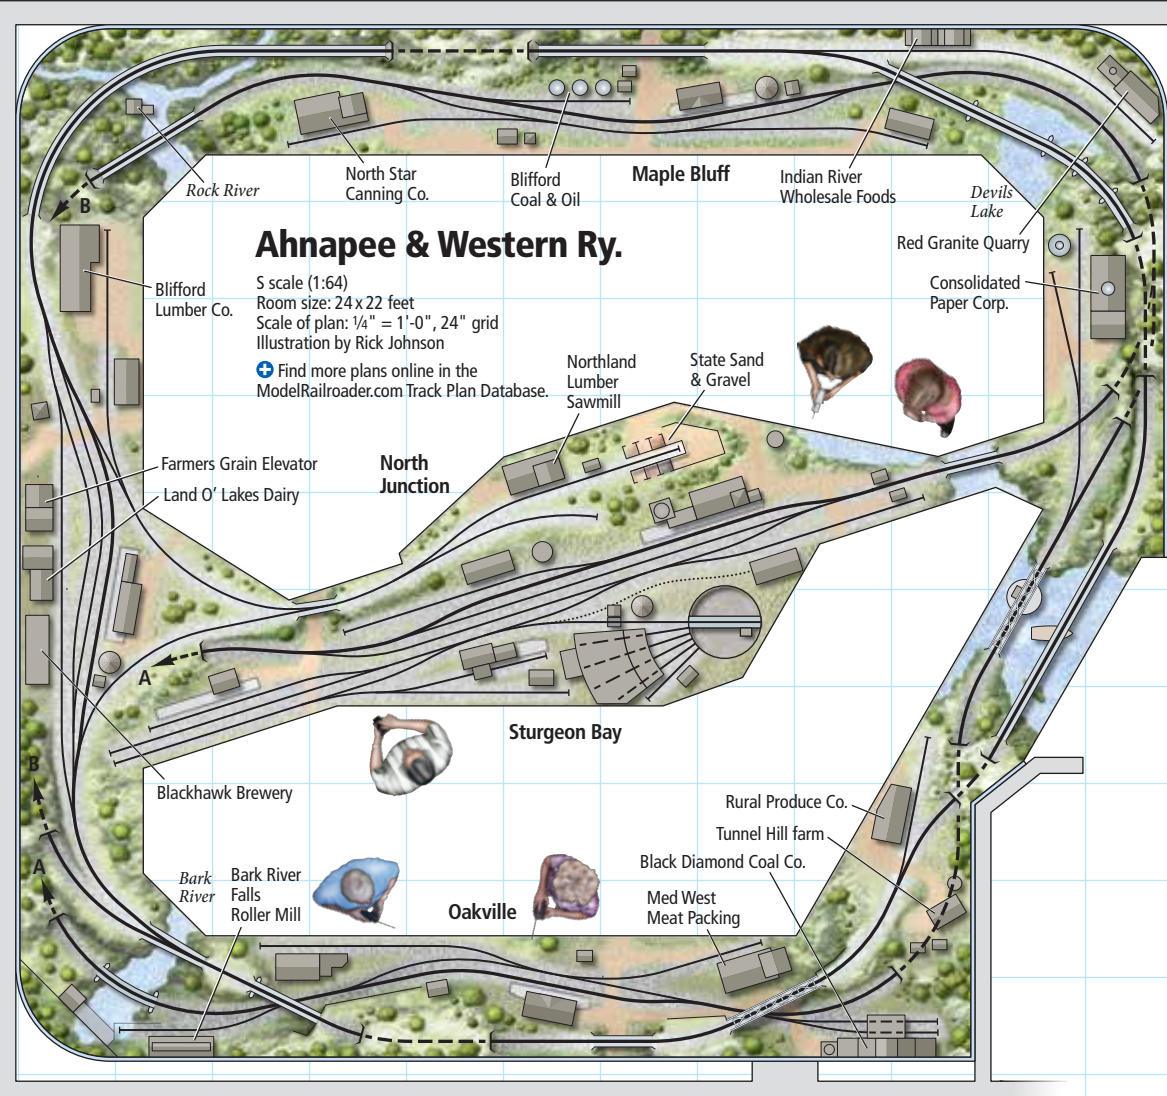 North Star
Canning Co.
Rock River
Blifford
Coal & Oil
Maple Bluff
Indian River
Wholesale Foods
Devils
Lake
Red Granite Quarry
Consolidated
Paper Corp.
B
Ahnapee & Western Ry.
S scale (1:64)
Room size: 24 x 22 feet
Scale of plan: ¼" = 1'-0", 24" grid
Illustration by Rick Johnson
Find more plans online in the
ModelRailroader.com Track Plan Database.
Blifford
Lumber Co.
Northland
Lumber
Sawmill
State Sand
& Gravel
Farmers Grain Elevator
Land O' Lakes Dairy
North
Junction
A
Sturgeon Bay
B
Blackhawk Brewery
A
Bark
River
Bark River
Falls
Roller Mill
Oakville
Rural Produce Co.
Tunnel Hill farm
Black Diamond Coal Co.
Med West
Meat Packing